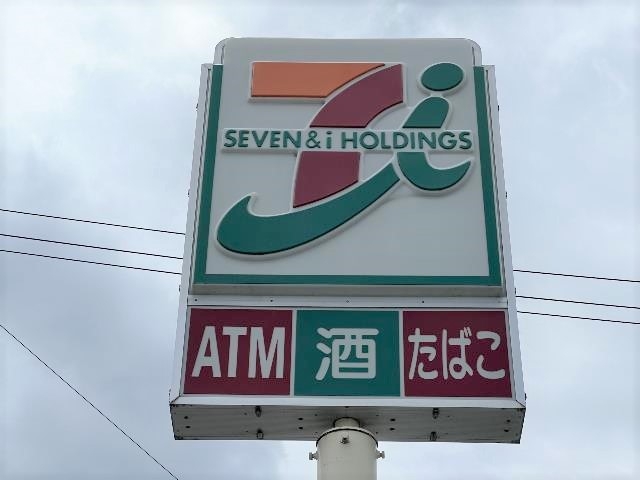 SEVEN & i HOLDINGS
ATM 酒 たばこ